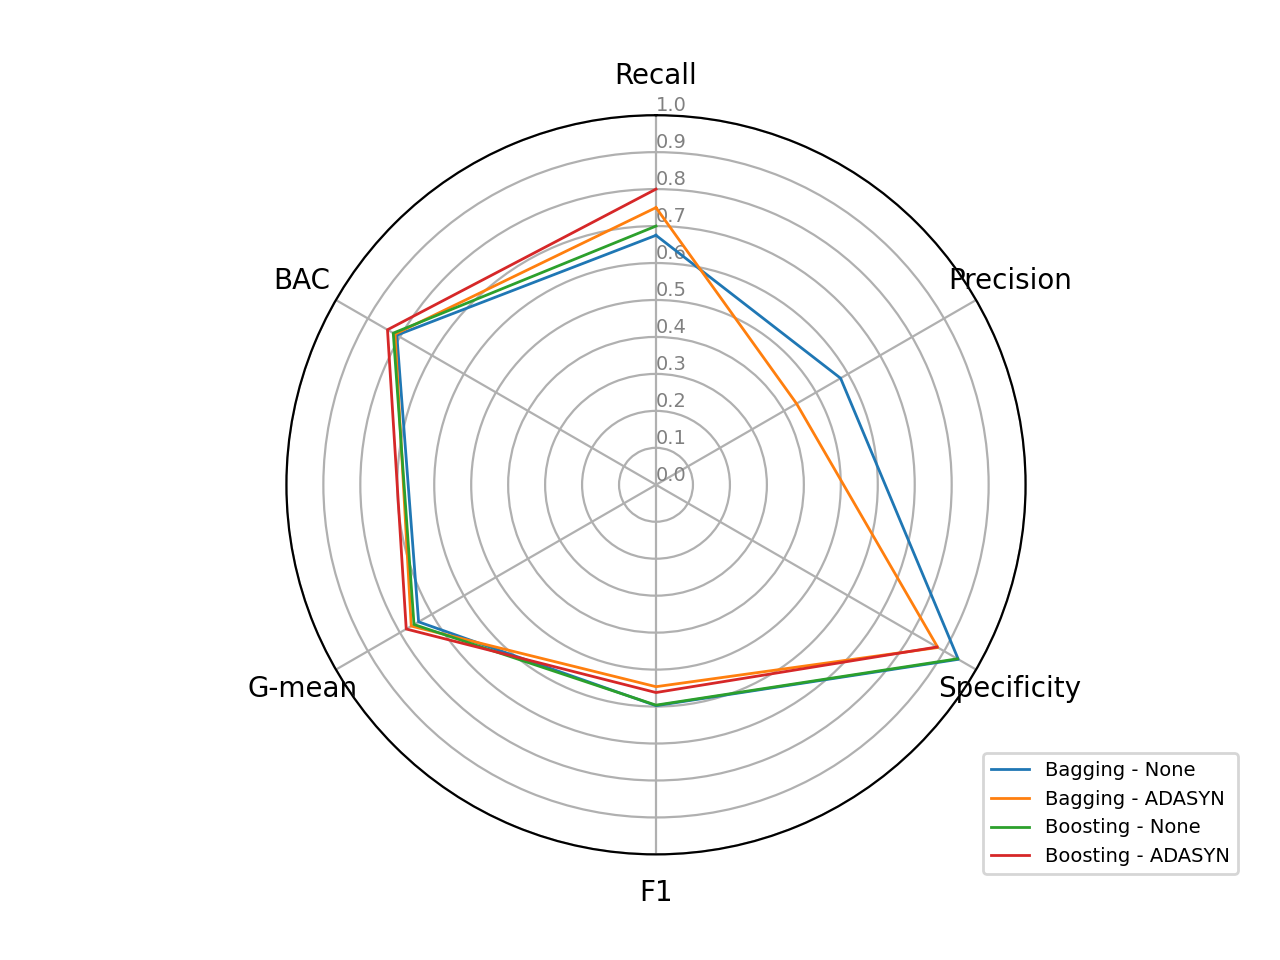 Recall
1.0
0.9
0.8
0.7
0.6
0.5
0.4
0.3
0.2
0.1
0.0
BAC
Precision
G-mean
Specificity
F1
Bagging - None
Bagging - ADASYN
Boosting - None
Boosting - ADASYN